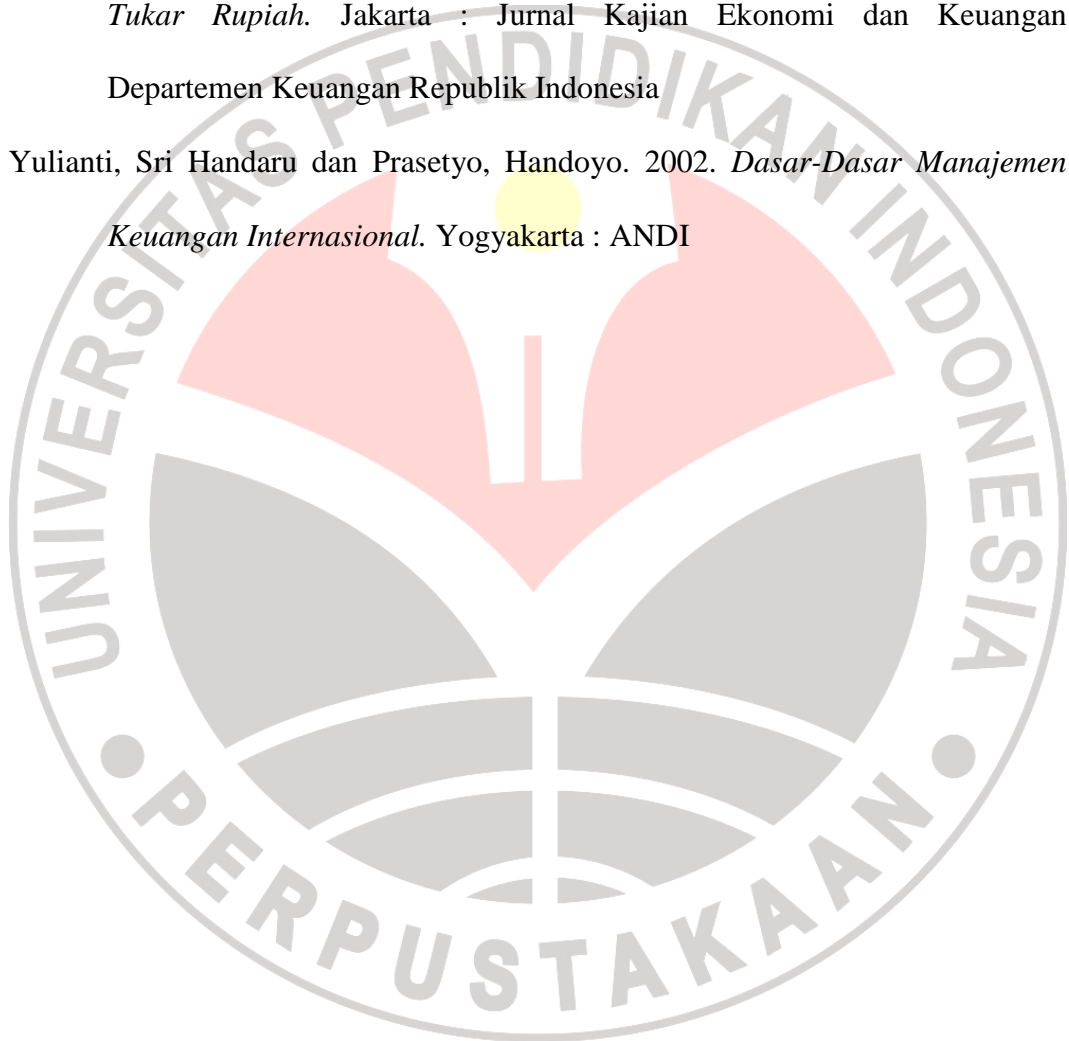 Tukar Rupiah. Jakarta : Jurnal Kajian Ekonomi dan Keuangan
Departemen Keuangan Republik Indonesia
Yulianti, Sri Handaru dan Prasetyo, Handoyo. 2002. Dasar-Dasar Manajemen
Keuangan Internasional. Yogyakarta : ANDI
UNIVERSITAS PENDIDIKAN INDONESIA
PERPUSTAKAAN